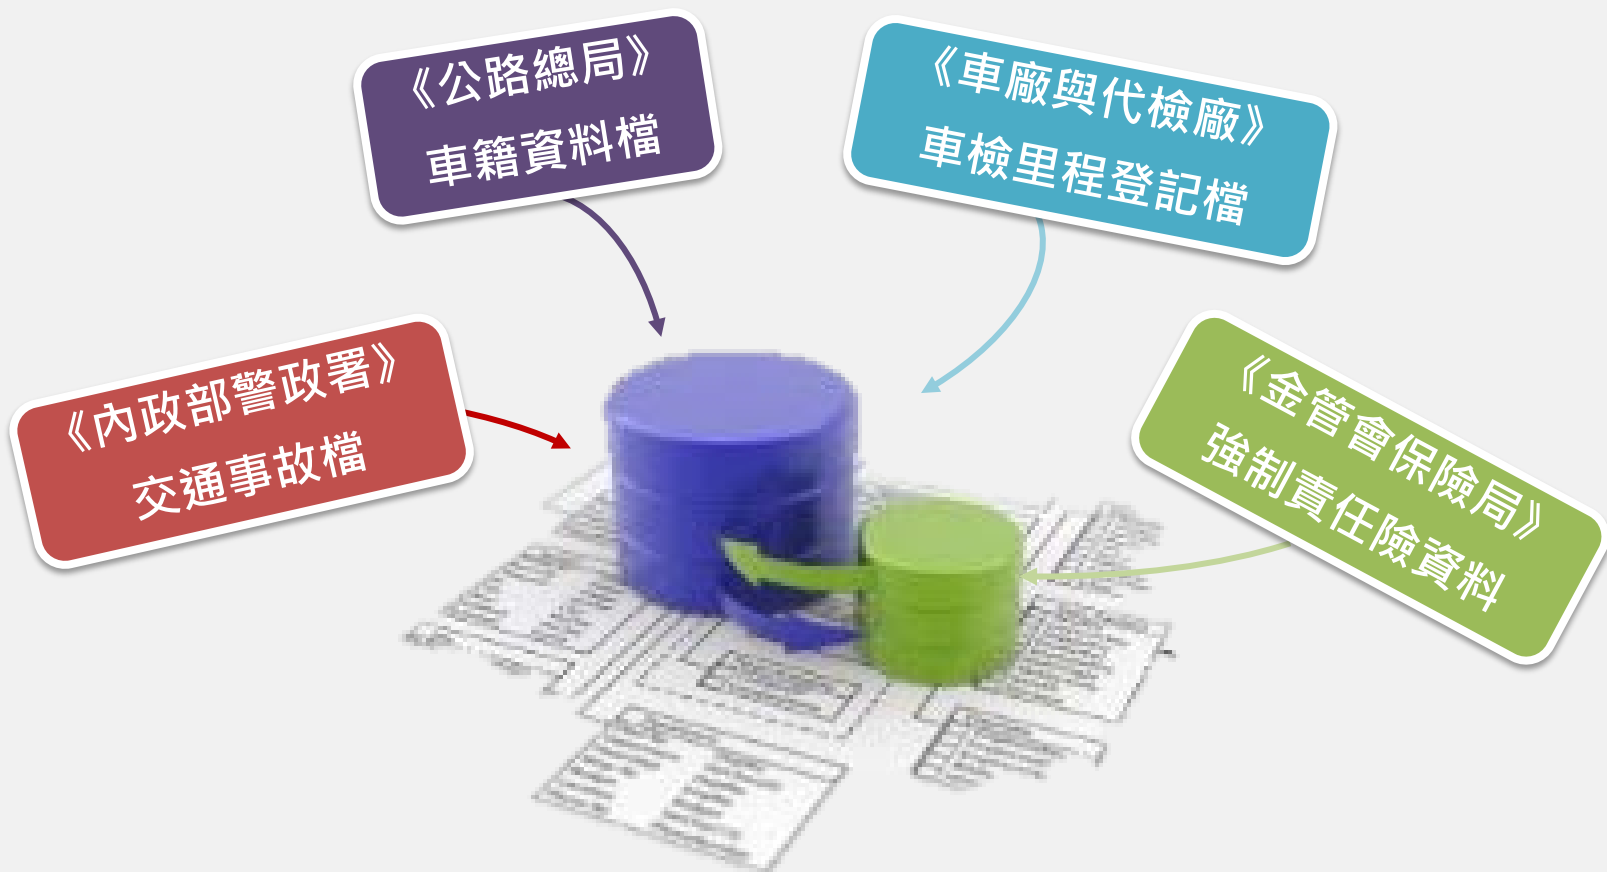 《公路總局》
車籍資料檔
《車廠與代檢廠》
車檢里程登記檔
《內政部警政署》
交通事故檔
《金管會保險局》
強制責任險資料